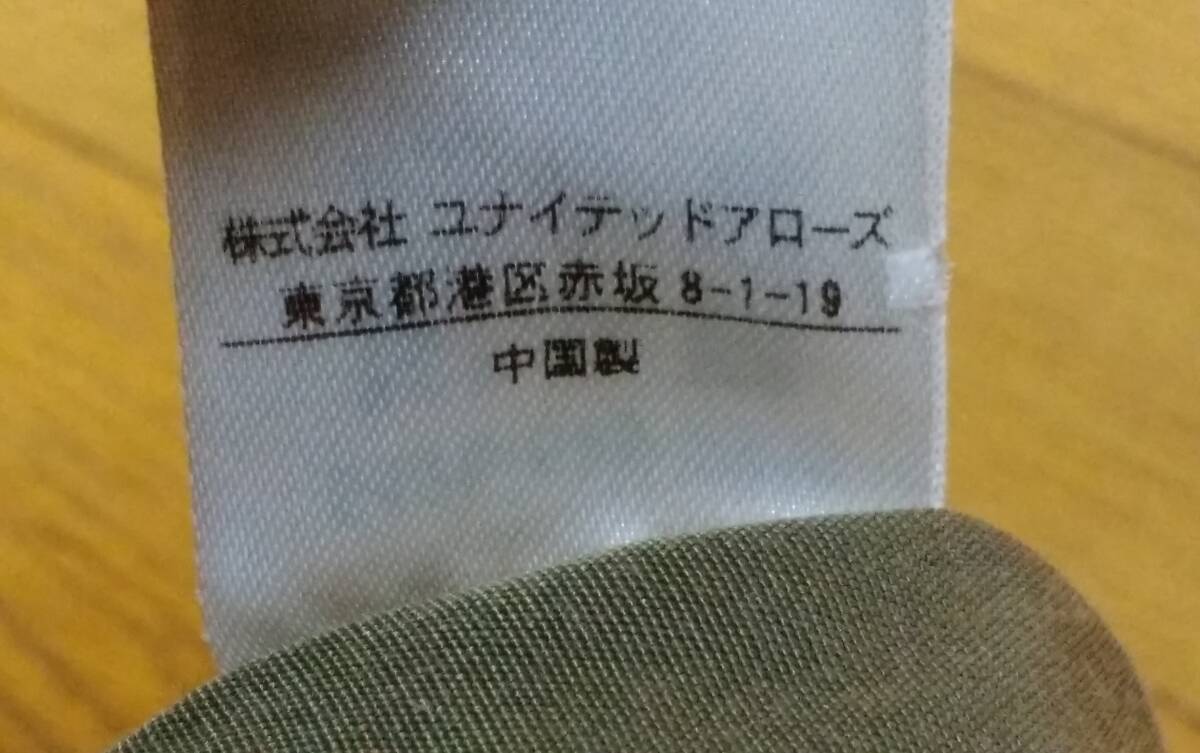 株式会社 ユナイテッドアローズ
東京都港区赤坂 8-1-19
中国製